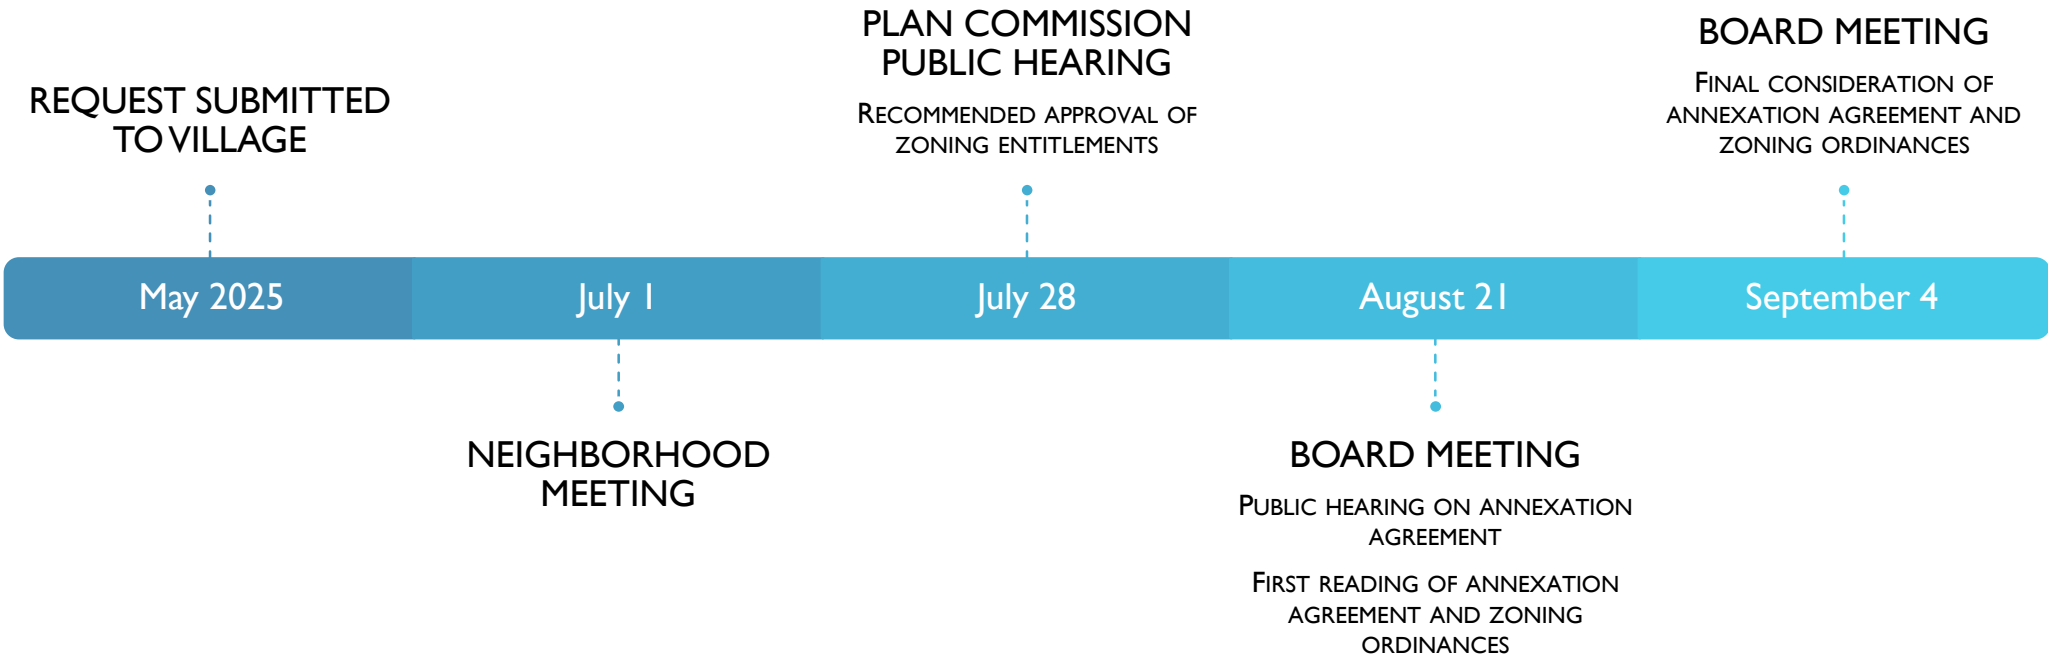 REQUEST SUBMITTED
TO VILLAGE
PLAN COMMISSION
PUBLIC HEARING
RECOMMENDED APPROVAL OF
ZONING ENTITLEMENTS
BOARD MEETING
FINAL CONSIDERATION OF
ANNEXATION AGREEMENT AND
ZONING ORDINANCES
May 2025
July 1
July 28
August 21
September 4
NEIGHBORHOOD
MEETING
BOARD MEETING
PUBLIC HEARING ON ANNEXATION
AGREEMENT
FIRST READING OF ANNEXATION
AGREEMENT AND ZONING
ORDINANCES